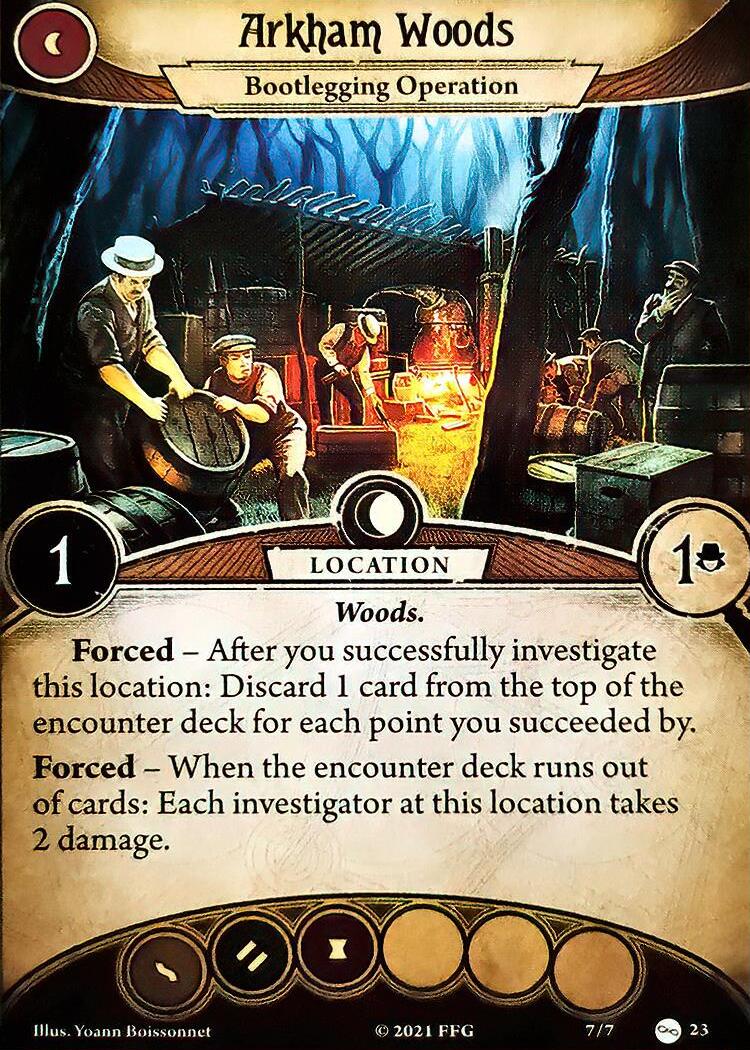 Arkham Woods
Bootlegging Operation
1
LOCATION
1
Woods.
Forced – After you successfully investigate
this location: Discard 1 card from the top of the
encounter deck for each point you succeeded by.
Forced – When the encounter deck runs out
of cards: Each investigator at this location takes
2 damage.
Illus. Yoann Boissonnet © 2021 FFG 7/7 23